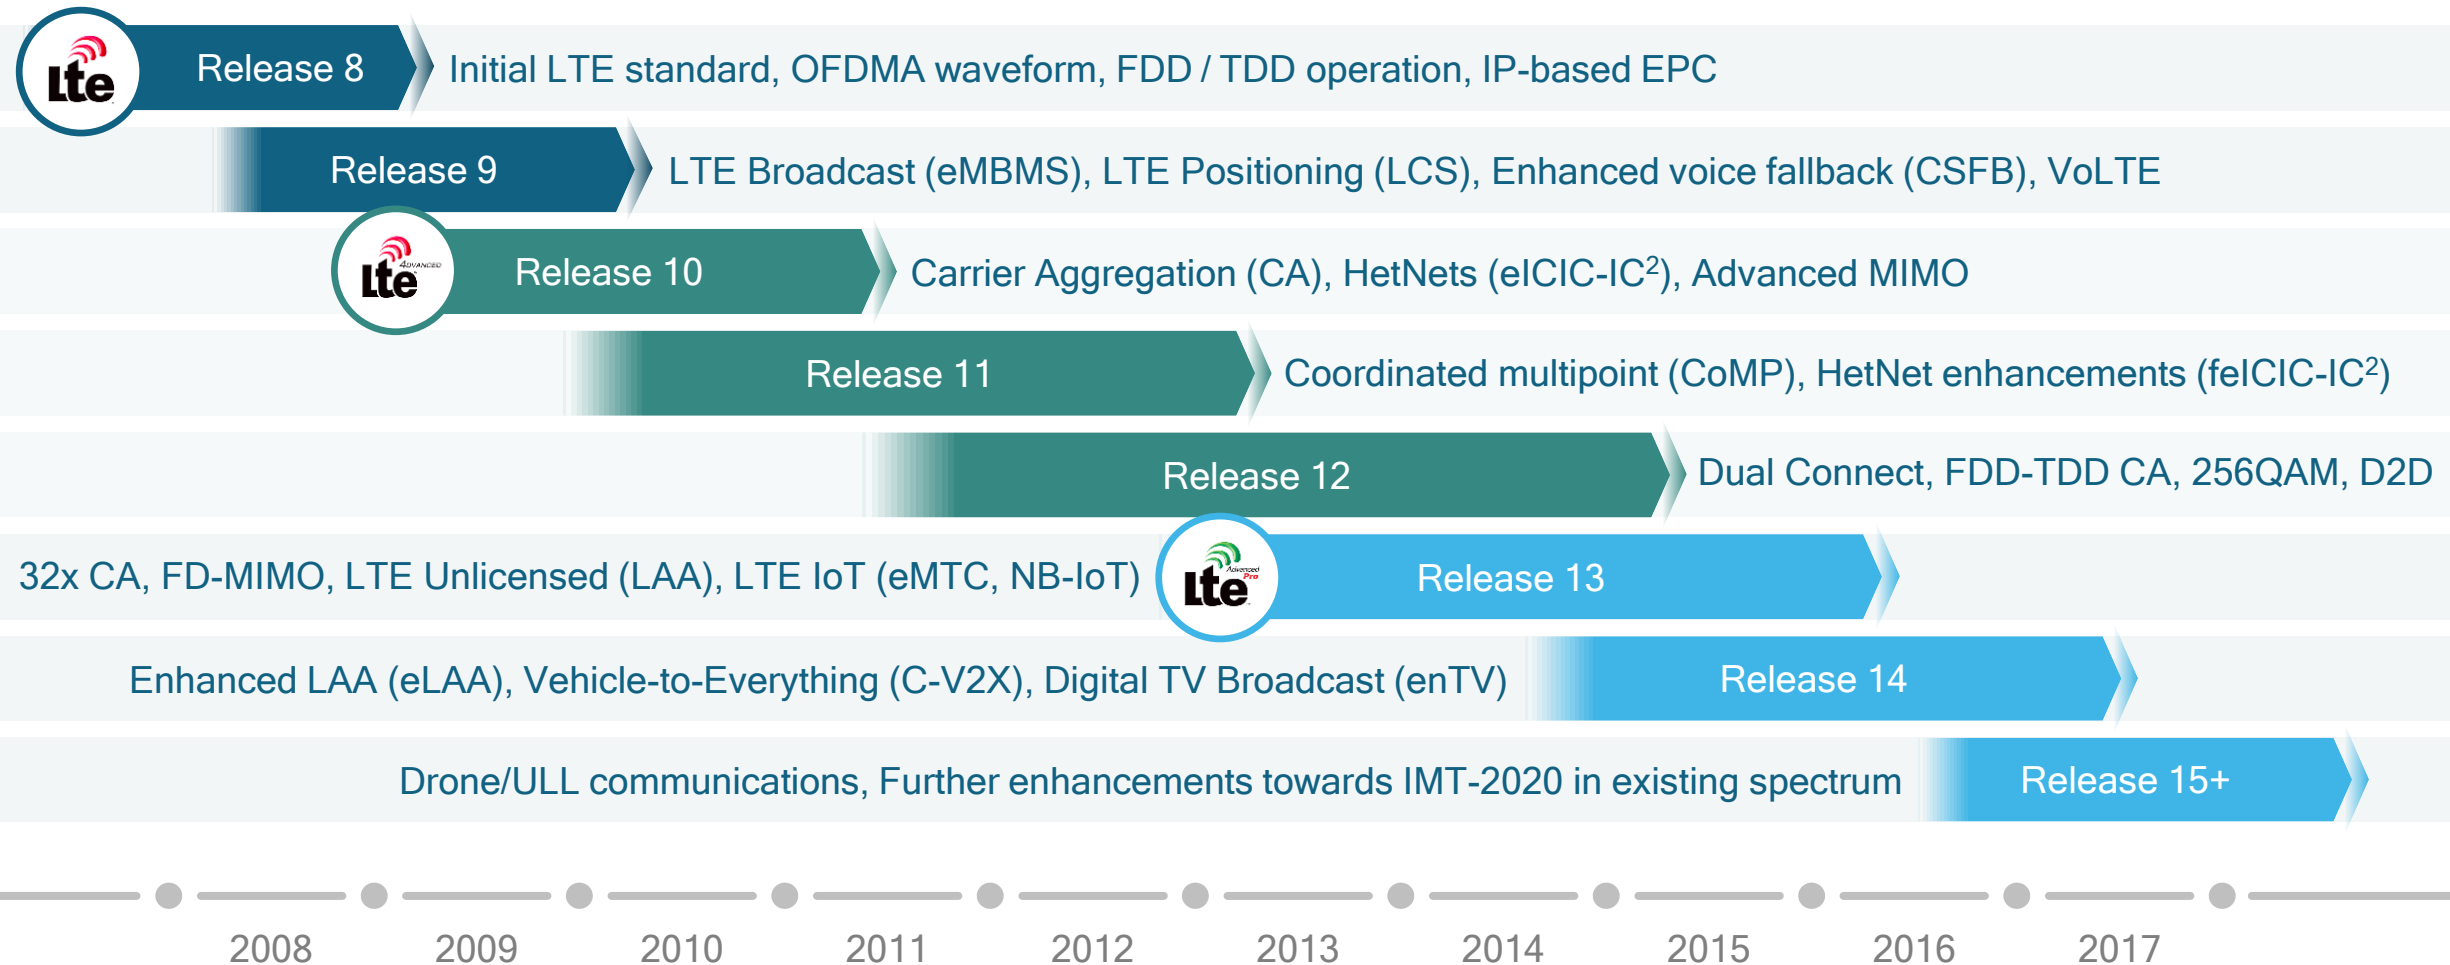 Lte
Release 8
Initial LTE standard, OFDMA waveform, FDD / TDD operation, IP-based EPC
Release 9
LTE Broadcast (eMBMS), LTE Positioning (LCS), Enhanced voice fallback (CSFB), VoLTE
Lte ADVANCED
Release 10
Carrier Aggregation (CA), HetNets (eICIC-IC²), Advanced MIMO
Release 11
Coordinated multipoint (CoMP), HetNet enhancements (feICIC-IC²)
Release 12
Dual Connect, FDD-TDD CA, 256QAM, D2D
32x CA, FD-MIMO, LTE Unlicensed (LAA), LTE IoT (eMTC, NB-IoT)
Lte Advanced Pro
Release 13
Enhanced LAA (eLAA), Vehicle-to-Everything (C-V2X), Digital TV Broadcast (enTV)
Release 14
Drone/ULL communications, Further enhancements towards IMT-2020 in existing spectrum
Release 15+
2008 2009 2010 2011 2012 2013 2014 2015 2016 2017